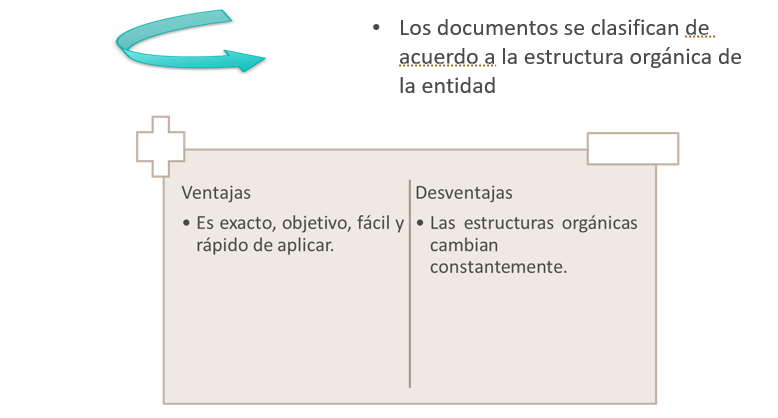 • Los documentos se clasifican de
acuerdo a la estructura orgánica de
la entidad
Ventajas
• Es exacto, objetivo, fácil y
rápido de aplicar.
Desventajas
• Las estructuras orgánicas
cambian
constantemente.